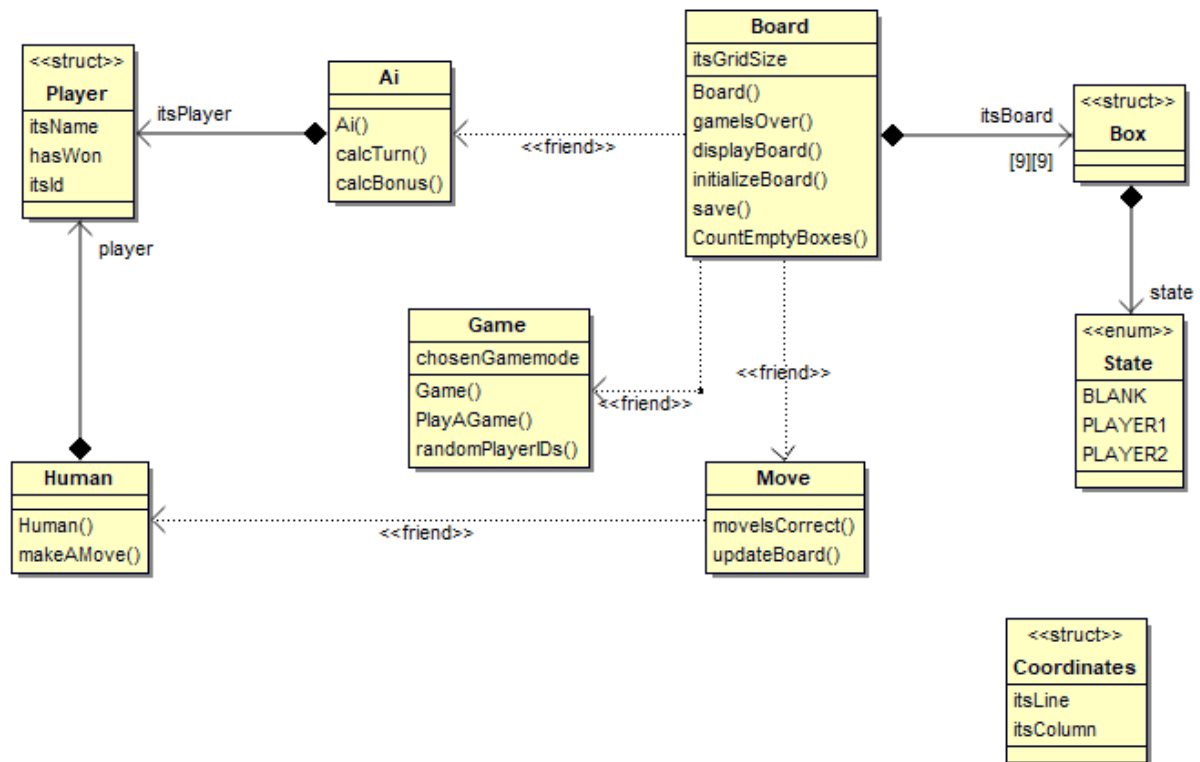 <<struct>>
Player
itsName
hasWon
itsId
itsPlayer
Ai
Ai()
calcTurn()
calcBonus()
<<friend>>
Board
itsGridSize
Board()
gameIsOver()
displayBoard()
initializeBoard()
save()
CountEmptyBoxes()
itsBoard
[9][9]
<<struct>>
Box
player
state
Game
chosenGamemode
Game()
PlayAGame()
randomPlayerIDs()
<<friend>>
<<friend>>
<<enum>>
State
BLANK
PLAYER1
PLAYER2
Human
Human()
makeAMove()
<<friend>>
Move
moveIsCorrect()
updateBoard()
<<struct>>
Coordinates
itsLine
itsColumn